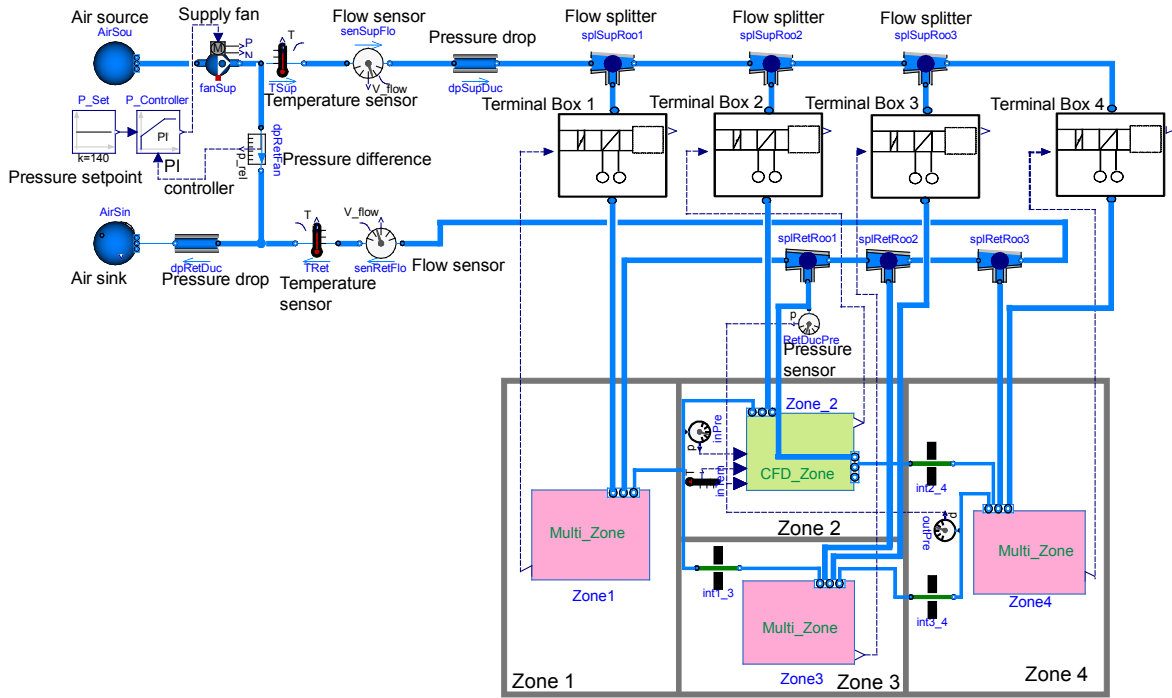 Air source
AirSou
Supply fan
M
P
N
fanSup
T
TSup
Temperature sensor
Flow sensor
senSupFlo
V_flow
Pressure drop
dpSupDuc
Flow splitter
splSupRoo1
Flow splitter
splSupRoo2
Flow splitter
splSupRoo3
Terminal Box 1
Terminal Box 2
Terminal Box 3
Terminal Box 4
P_Set
k=140
Pressure setpoint
P_Controller
PI
PI
controller
dpRetFan
p_rel
Pressure difference
AirSin
Air sink
dpRetDuc
Pressure drop
T
TRet
Temperature
sensor
V_flow
senRetFlo
Flow sensor
splRetRoo1
splRetRoo2
splRetRoo3
p
RetDucPre
Pressure
sensor
Zone_2
inPre
p
T
CFD_Zone
int2_4
Zone 2
p
outPre
Multi_Zone
Zone1
Multi_Zone
Zone4
int1_3
Multi_Zone
Zone3
int3_4
Zone 1
Zone 3
Zone 4